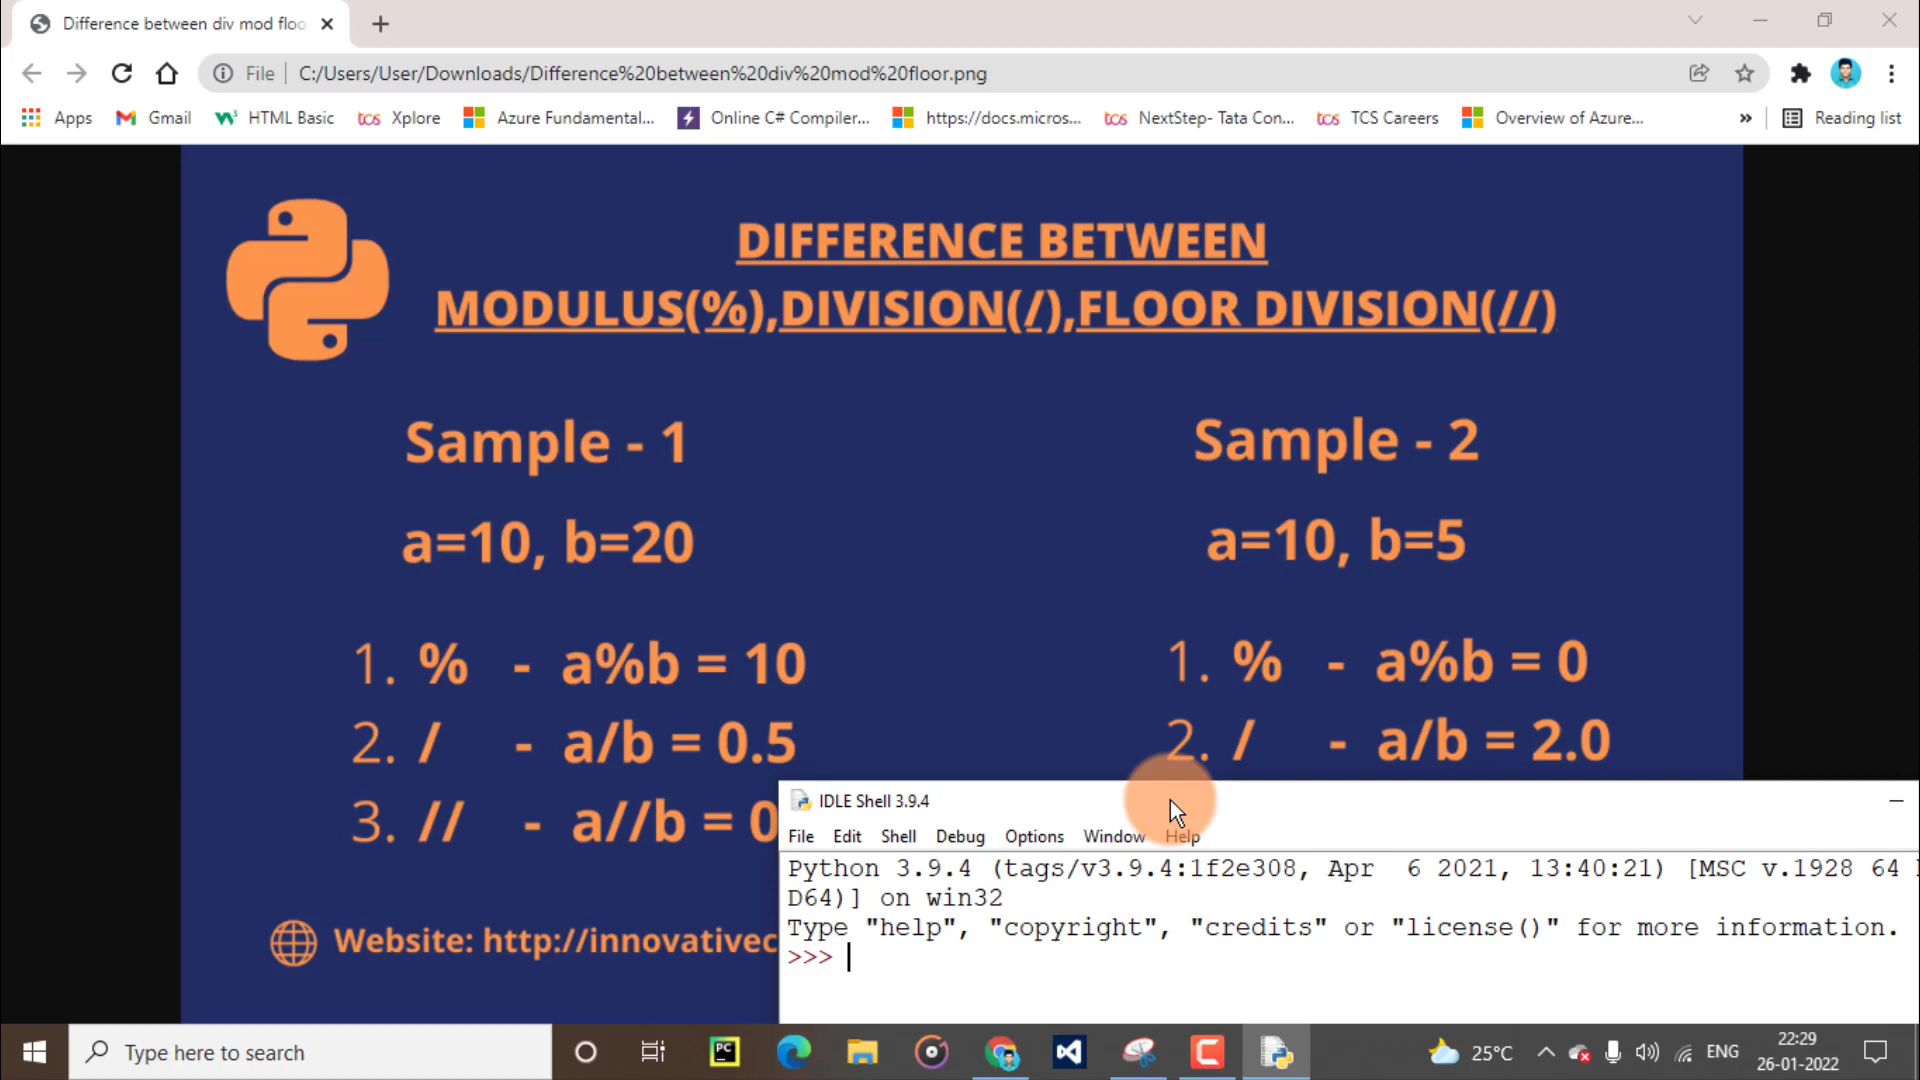 Difference between div mod floo
File C:/Users/User/Downloads/Difference%20between%20div%20mod%20floor.png
Apps Gmail HTML Basic tcs Xplore Azure Fundamental... Online C# Compiler... https://docs.micros... tcs NextStep- Tata Con... tcs TCS Careers Overview of Azure... » Reading list
DIFFERENCE BETWEEN
MODULUS(%),DIVISION(/),FLOOR DIVISION(//)
Sample - 1
a=10, b=20
1. % - a%b = 10
2. / - a/b = 0.5
3. // - a//b = 0
Website: http://innovativec
Sample - 2
a=10, b=5
1. % - a%b = 0
2. / - a/b = 2.0
IDLE Shell 3.9.4
File Edit Shell Debug Options Window Help
Python 3.9.4 (tags/v3.9.4:1f2e308, Apr 6 2021, 13:40:21) [MSC v.1928 64
D64)] on win32
Type "help", "copyright", "credits" or "license()" for more information.
>>>
Type here to search
PC
25°C
ENG
22:29
26-01-2022